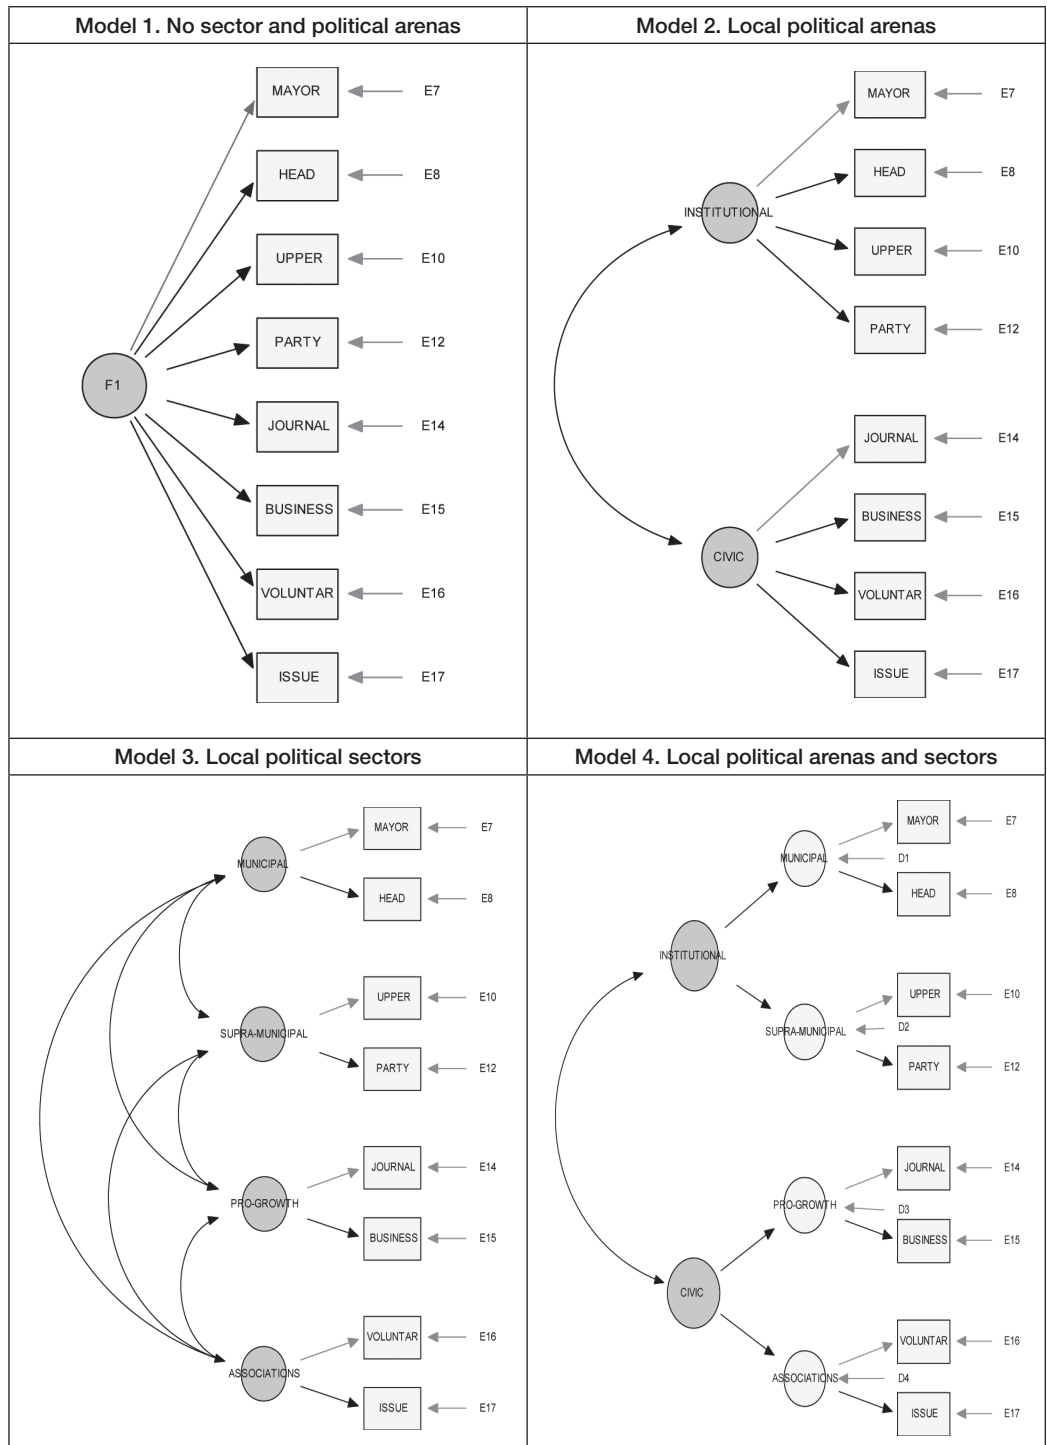 Model 1. No sector and political arenas
MAYOR E7
HEAD E8
UPPER E10
PARTY E12
F1
JOURNAL E14
BUSINESS E15
VOLUNTAR E16
ISSUE E17
Model 2. Local political arenas
MAYOR E7
HEAD E8
INSTITUTIONAL
UPPER E10
PARTY E12
JOURNAL E14
BUSINESS E15
CIVIC
VOLUNTAR E16
ISSUE E17
Model 3. Local political sectors
MAYOR E7
MUNICIPAL
HEAD E8
UPPER E10
SUPRA-MUNICIPAL
PARTY E12
JOURNAL E14
PRO-GROWTH
BUSINESS E15
VOLUNTAR E16
ASSOCIATIONS
ISSUE E17
Model 4. Local political arenas and sectors
MAYOR E7
MUNICIPAL D1
HEAD E8
INSTITUTIONAL
UPPER E10
SUPRA-MUNICIPAL D2
PARTY E12
JOURNAL E14
PRO-GROWTH D3
BUSINESS E15
CIVIC
VOLUNTAR E16
ASSOCIATIONS D4
ISSUE E17